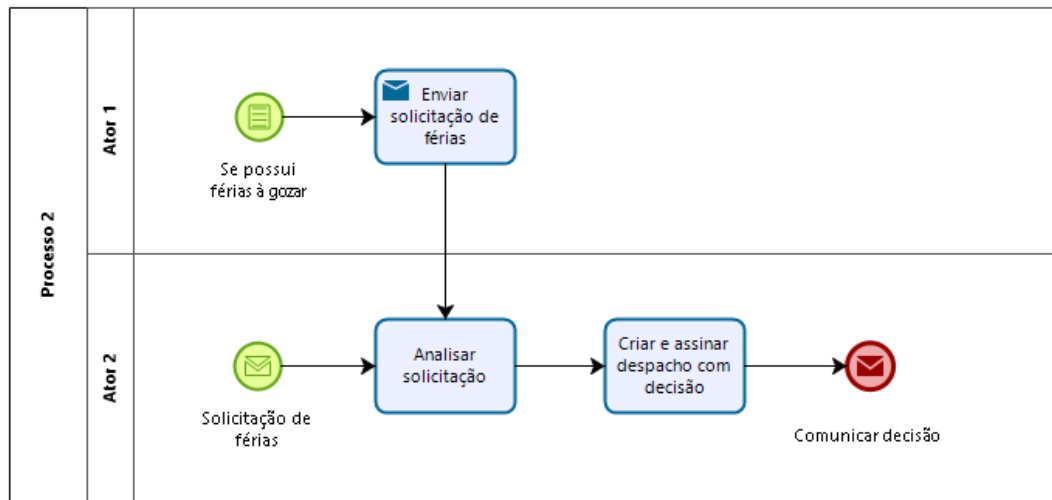 Processo 2
Ator 1
Se possui
férias à gozar
Enviar
solicitação de
férias
Ator 2
Solicitação de
férias
Analisar
solicitação
Criar e assinar
despacho com
decisão
Comunicar decisão